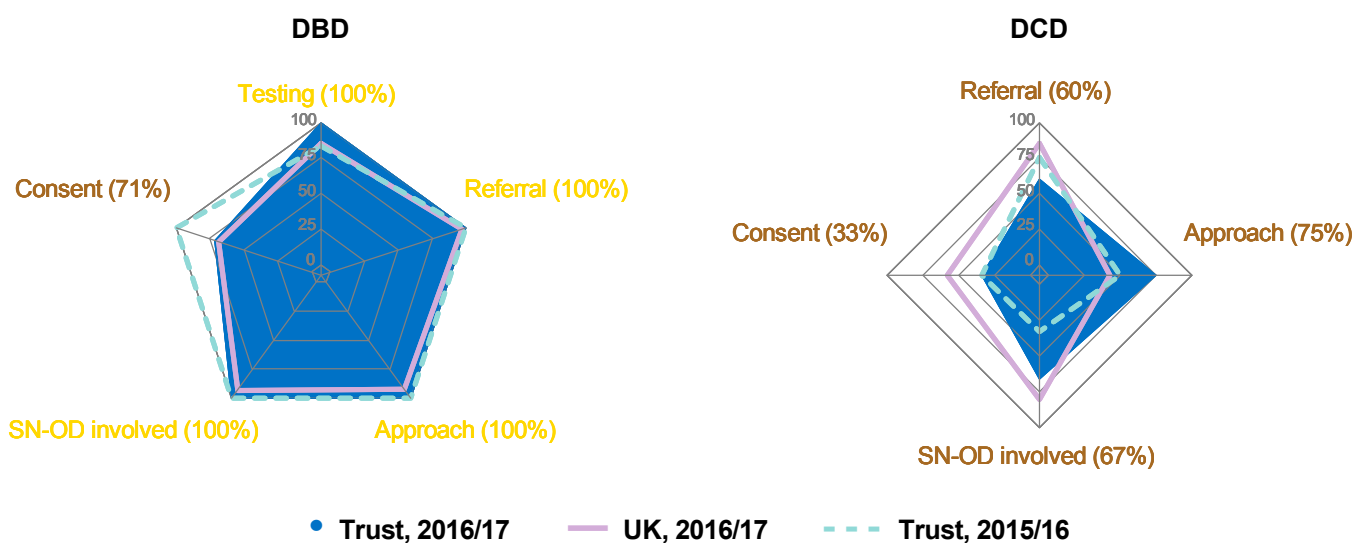 DBD
Testing (100%)
100
75
50
25
0
Consent (71%)
Referral (100%)
SN-OD involved (100%)
Approach (100%)
DCD
Referral (60%)
100
75
50
25
0
Consent (33%)
Approach (75%)
SN-OD involved (67%)
Trust, 2016/17
UK, 2016/17
Trust, 2015/16